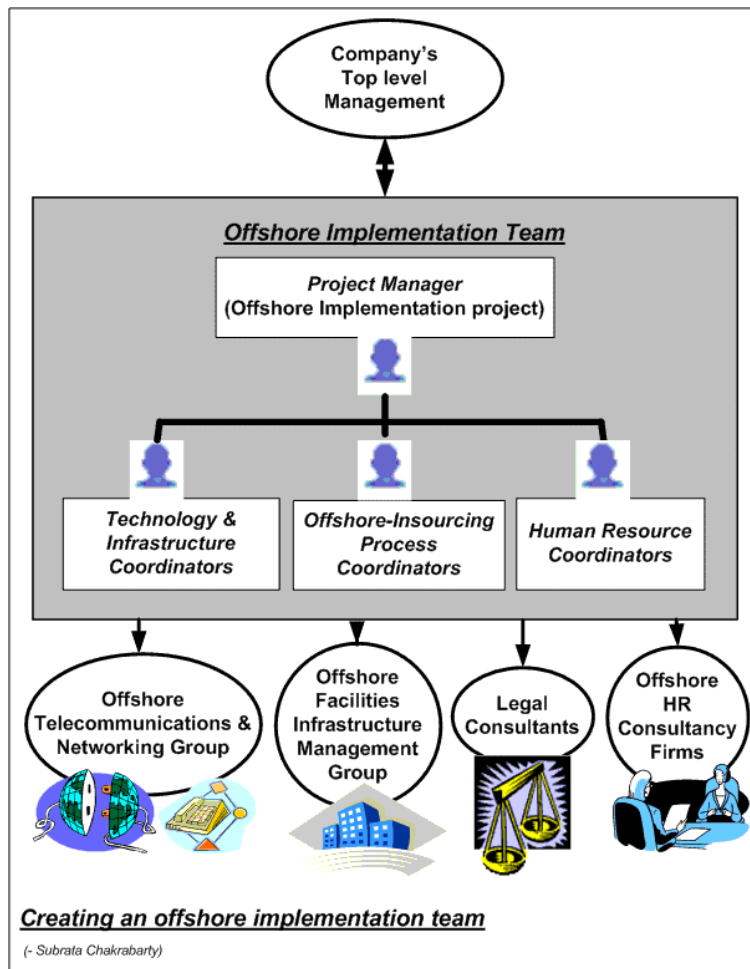 Company's
Top level
Management
Offshore Implementation Team
Project Manager
(Offshore Implementation project)
Technology &
Infrastructure
Coordinators
Offshore-Insourcing
Process
Coordinators
Human Resource
Coordinators
Offshore
Telecommunications &
Networking Group
Offshore
Facilities
Infrastructure
Management
Group
Legal
Consultants
Offshore
HR
Consultancy
Firms
Creating an offshore implementation team
(- Subrata Chakrabarty)